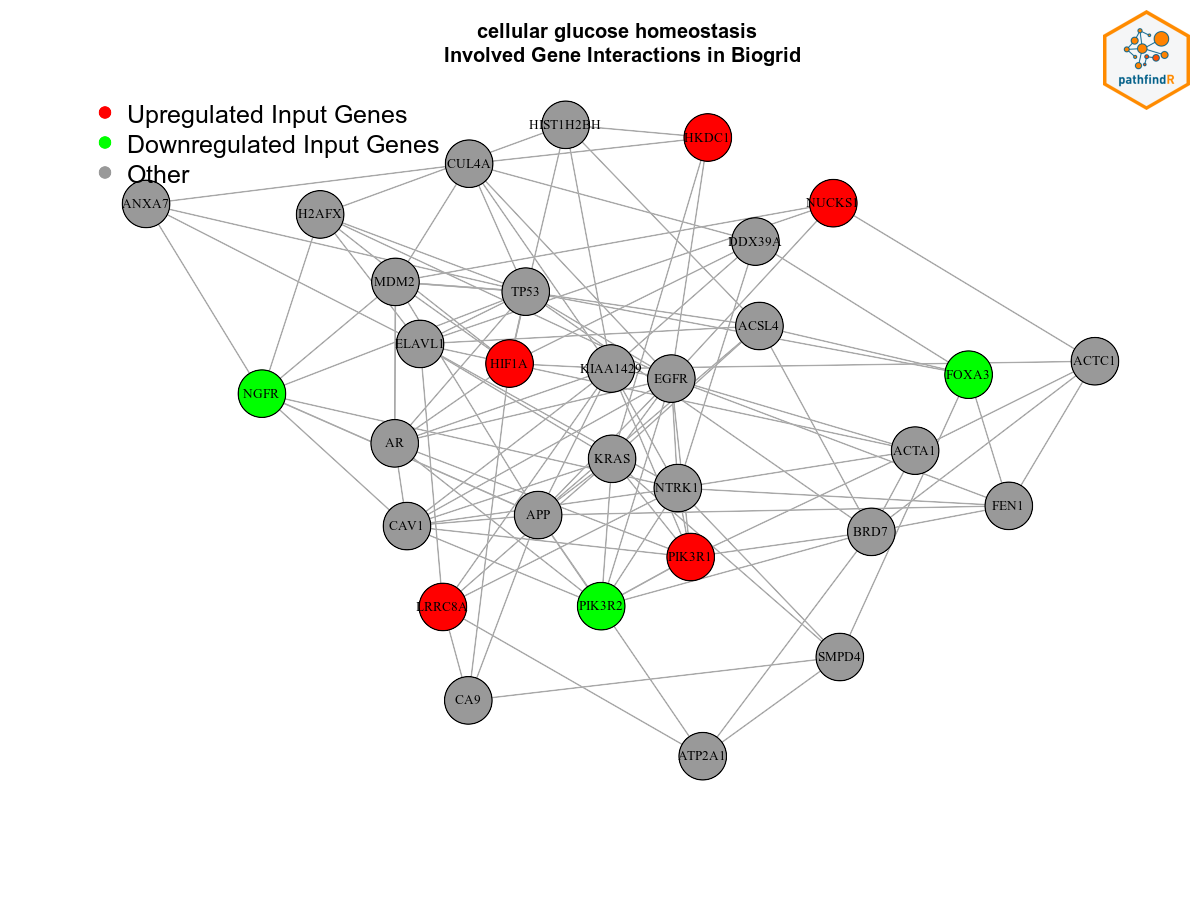 cellular glucose homeostasis
Involved Gene Interactions in Biogrid
pathfindR
Upregulated Input Genes
Downregulated Input Genes
Other
HIST1H2BH
HKDC1
CUL4A
ANXA7
H2AFX
NUCKS1
DDX39A
MDM2
TP53
ACSL4
ELAVL1
HIF1A
KIAA1429
EGFR
ACTC1
FOXA3
NGFR
AR
KRAS
ACTA1
NTRK1
FEN1
CAV1
APP
BRD7
PIK3R1
LRRC8A
PIK3R2
SMPD4
CA9
ATP2A1